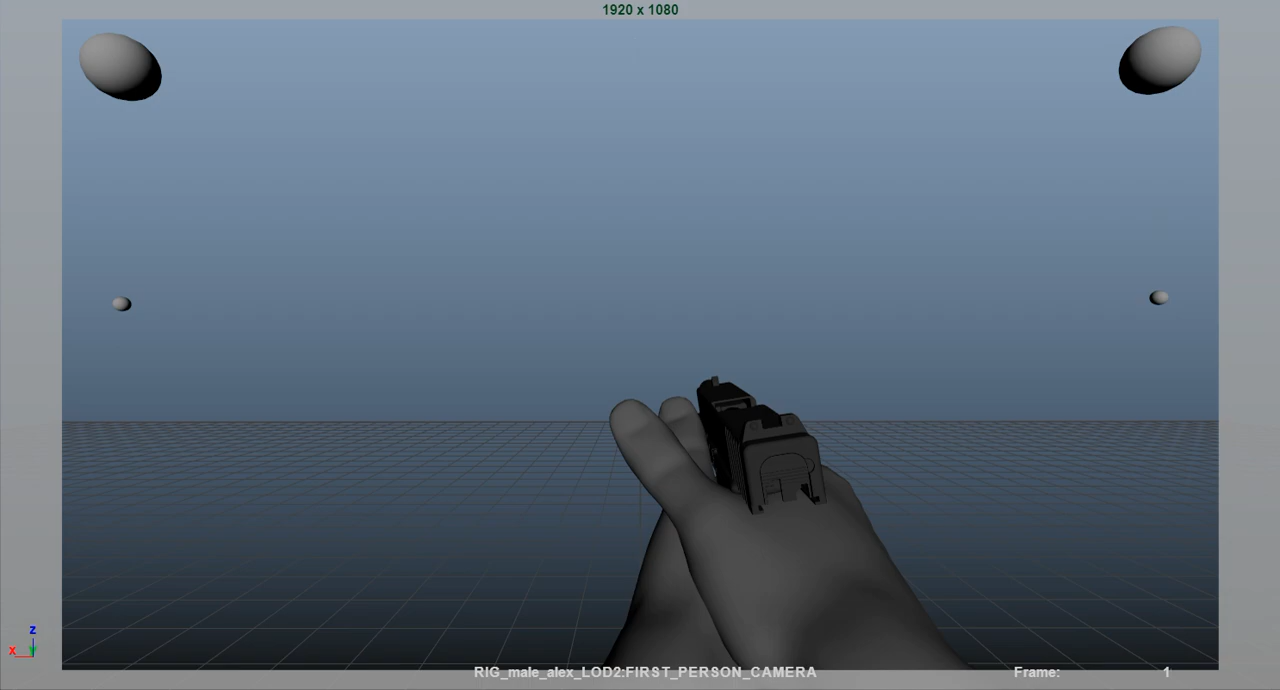 1920 x 1080
z
x
RIG_male_alex_LOD2:FIRST_PERSON_CAMERA Frame: 1